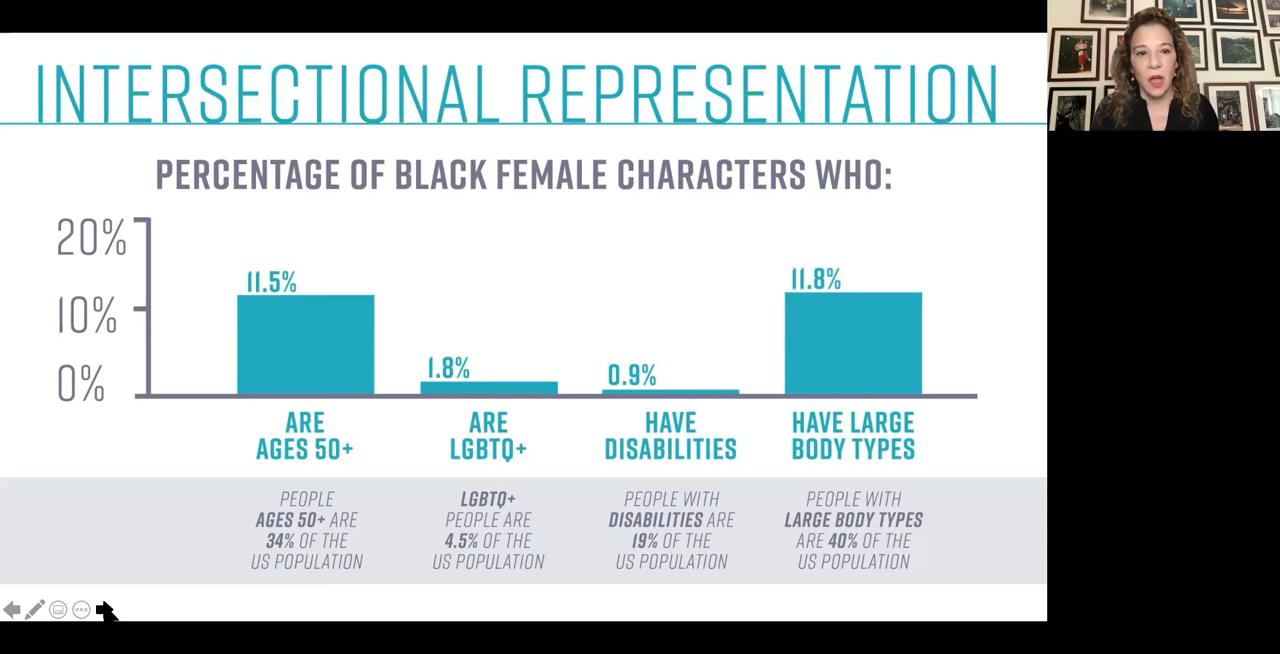 INTERSECTIONAL REPRESENTATION
PERCENTAGE OF BLACK FEMALE CHARACTERS WHO:
20%
10%
0%
11.5%
1.8%
0.9%
11.8%
ARE
AGES 50+
ARE
LGBTQ+
HAVE
DISABILITIES
HAVE LARGE
BODY TYPES
PEOPLE
AGES 50+ ARE
34% OF THE
US POPULATION
LGBTQ+
PEOPLE ARE
4.5% OF THE
US POPULATION
PEOPLE WITH
DISABILITIES ARE
19% OF THE
US POPULATION
PEOPLE WITH
LARGE BODY TYPES
ARE 40% OF THE
US POPULATION